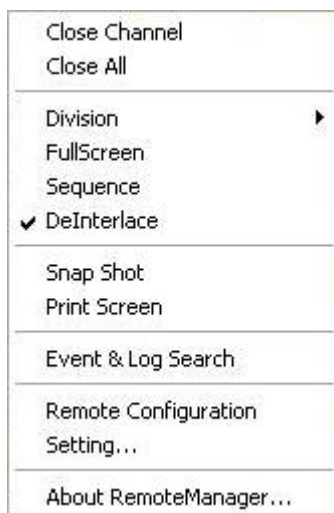 Close Channel
Close All
Division
FullScreen
Sequence
DeInterlace
Snap Shot
Print Screen
Event & Log Search
Remote Configuration
Setting...
About RemoteManager...